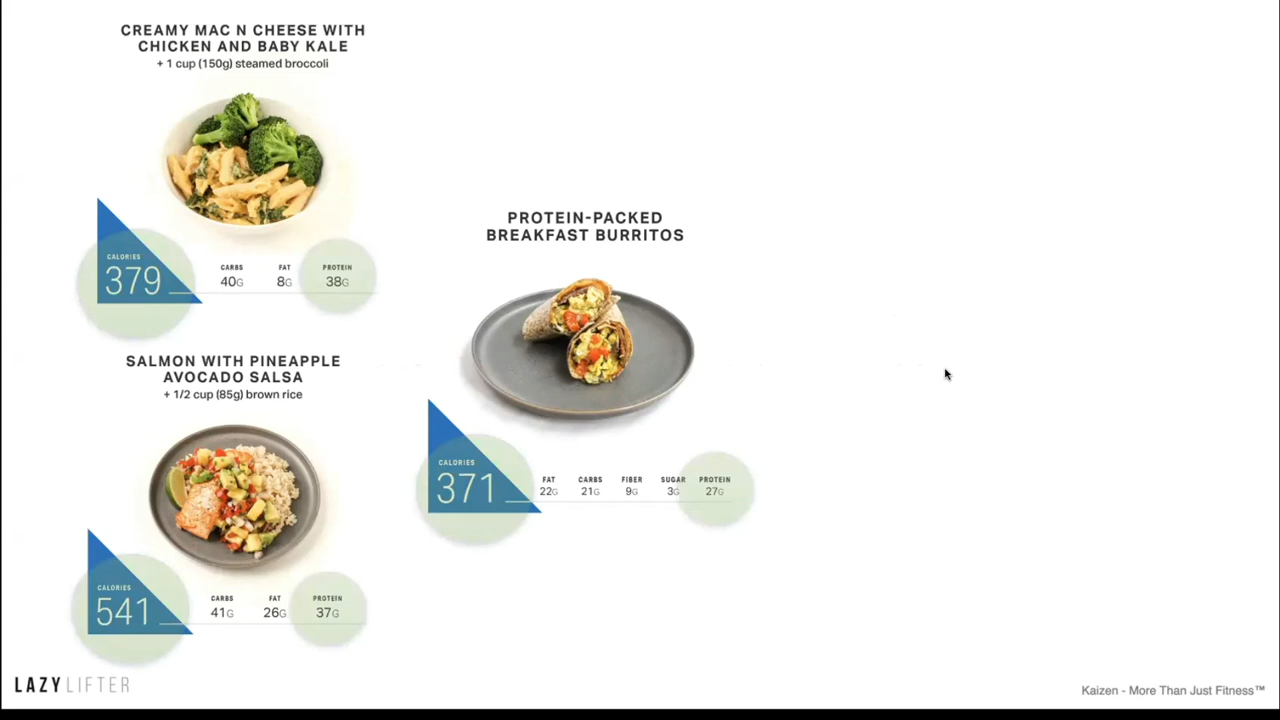 CREAMY MAC N CHEESE WITH
CHICKEN AND BABY KALE
+ 1 cup (150g) steamed broccoli
CALORIES
379
CARBS FAT PROTEIN
40G 8G 38G
SALMON WITH PINEAPPLE
AVOCADO SALSA
+ 1/2 cup (85g) brown rice
CALORIES
541
CARBS FAT PROTEIN
41G 26G 37G
PROTEIN-PACKED
BREAKFAST BURRITOS
CALORIES
371
FAT CARBS FIBER SUGAR PROTEIN
22G 21G 9G 3G 27G
LAZYLIFTER
Kaizen - More Than Just Fitness™